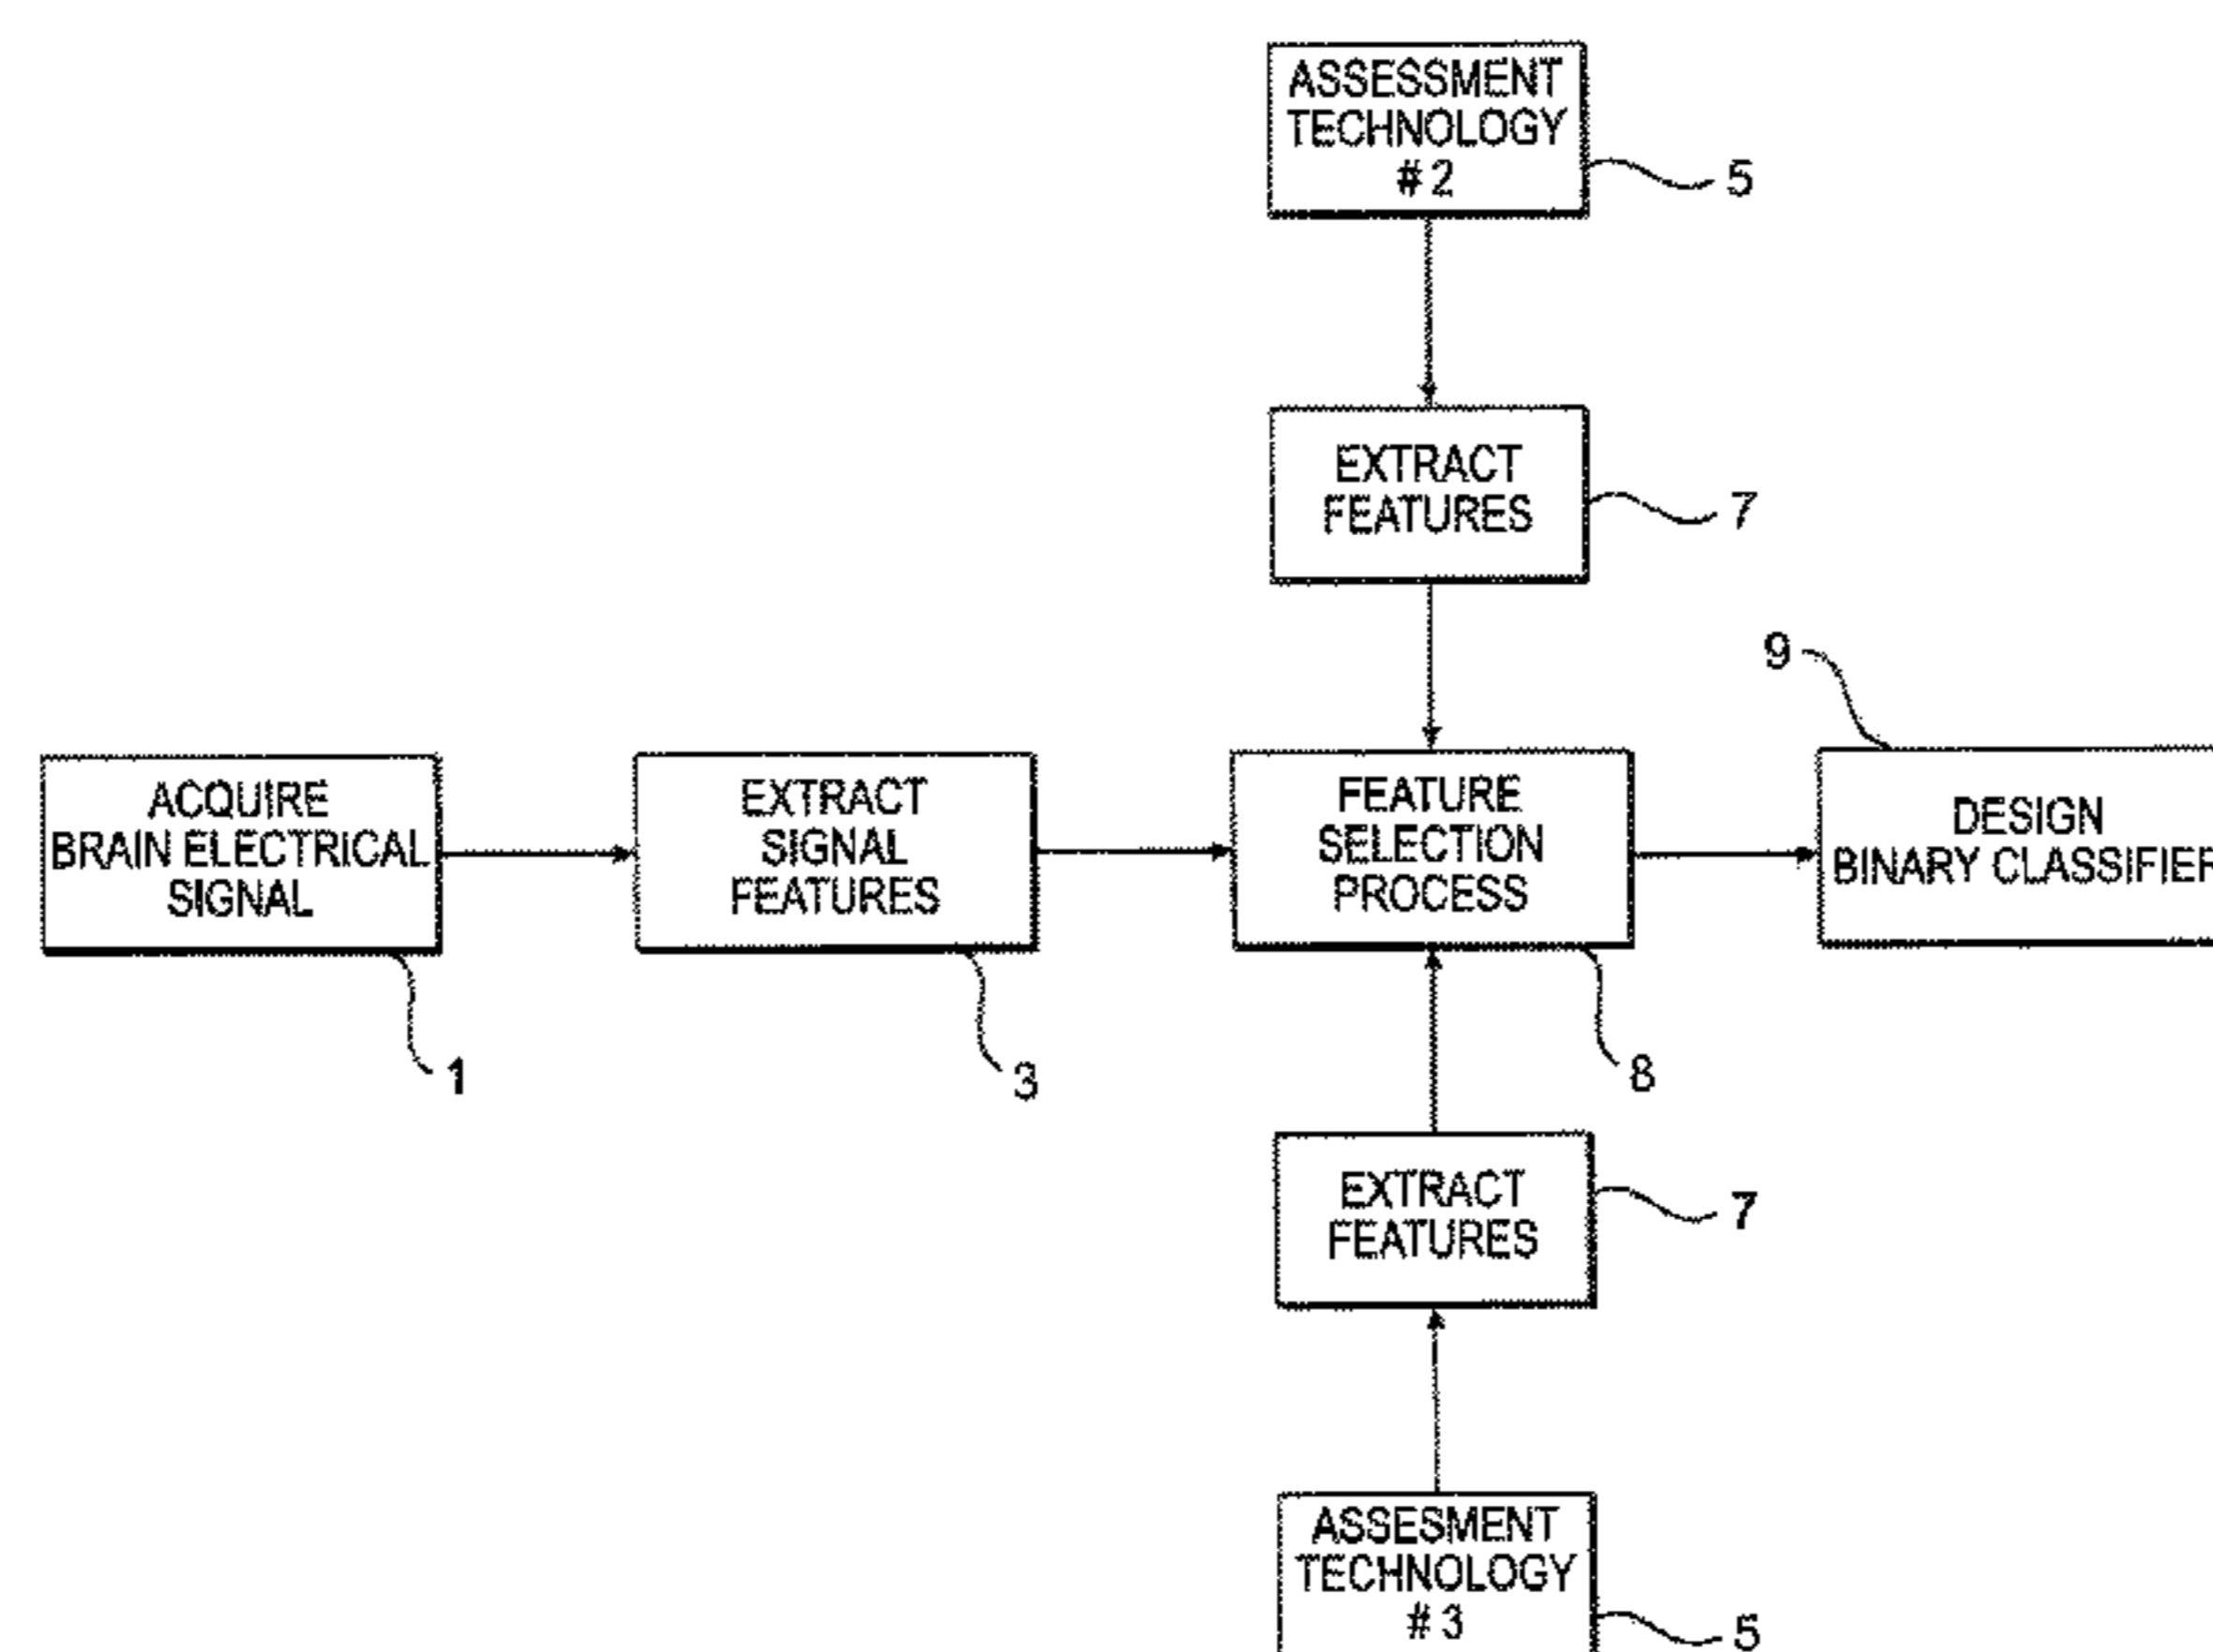 ASSESSMENT
TECHNOLOGY
# 2
5
EXTRACT
FEATURES
7
9
ACQUIRE
BRAIN ELECTRICAL
SIGNAL
1
EXTRACT
SIGNAL
FEATURES
3
FEATURE
SELECTION
PROCESS
8
DESIGN
BINARY CLASSIFIER
EXTRACT
FEATURES
7
ASSESMENT
TECHNOLOGY
# 3
5